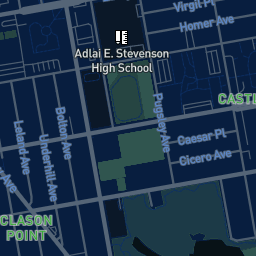 Virgil Pl
Homer Ave
Adlai E. Stevenson
High School
Pugsley Ave
CASTE
Bolton Ave
Underhill Ave
Leland Ave
Caesar Pl
Cicero Ave
Ave
CLASON
POINT